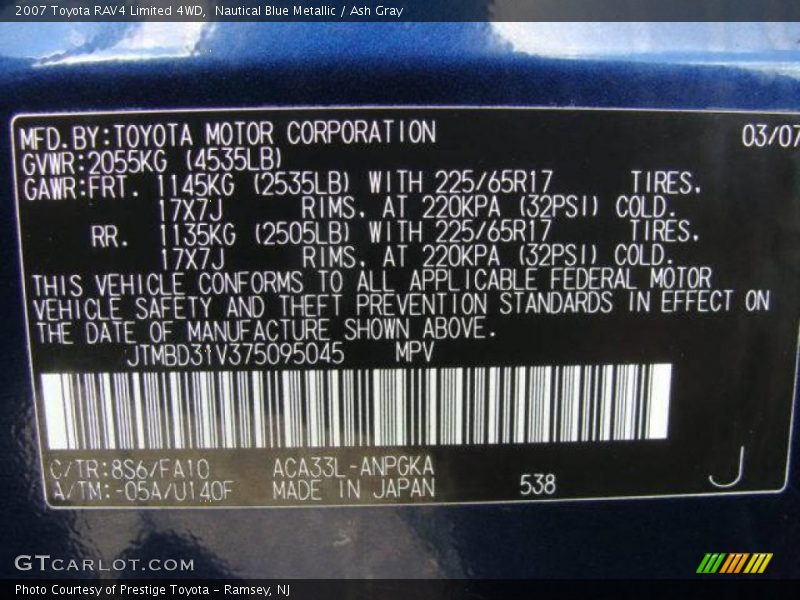 2007 Toyota RAV4 Limited 4WD, Nautical Blue Metallic / Ash Gray
MFD.BY:TOYOTA MOTOR CORPORATION 03/07
GVWR:2055KG (4535LB)
GAWR:FRT. 1145KG (2535LB) WITH 225/65R17 TIRES.
17X7J RIMS. AT 220KPA (32PSI) COLD.
RR. 1135KG (2505LB) WITH 225/65R17 TIRES.
17X7J RIMS. AT 220KPA (32PSI) COLD.
THIS VEHICLE CONFORMS TO ALL APPLICABLE FEDERAL MOTOR
VEHICLE SAFETY AND THEFT PREVENTION STANDARDS IN EFFECT ON
THE DATE OF MANUFACTURE SHOWN ABOVE.
JTMBD31V375095045 MPV
C/TR:8S6/FA10 ACA33L-ANPGKA
A/TM:-05A/U140F MADE IN JAPAN 538 J
GTCARLOT.COM
Photo Courtesy of Prestige Toyota - Ramsey, NJ